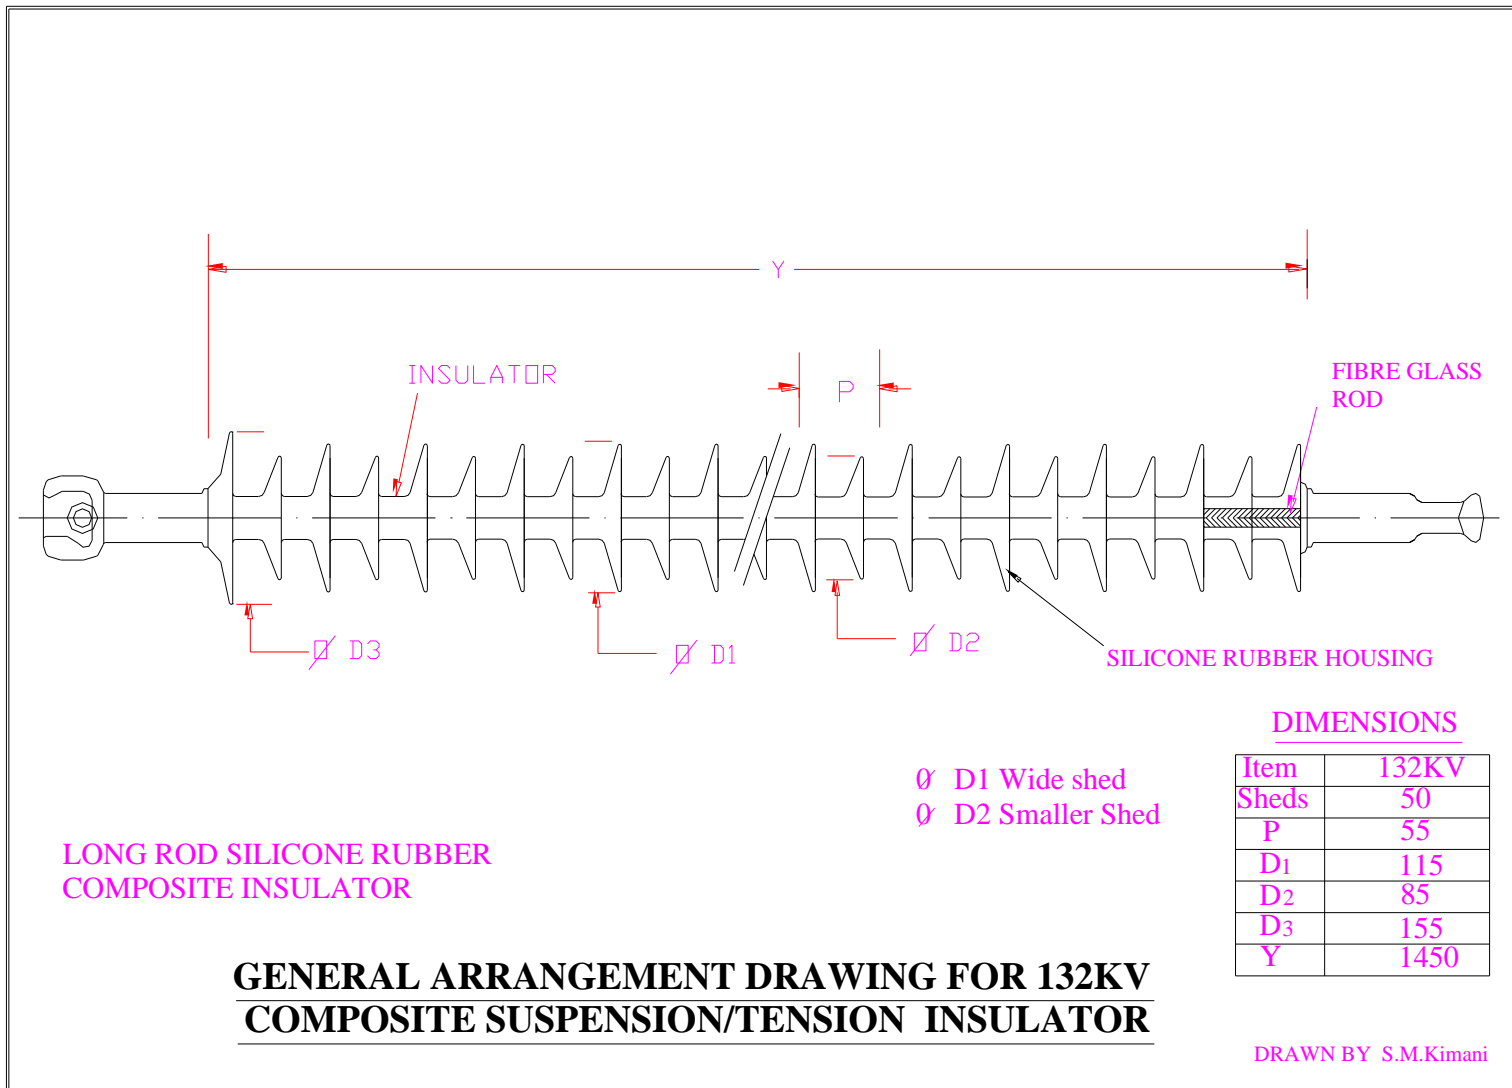 Y
INSULATOR
P
FIBRE GLASS
ROD
Ø D3
Ø D1
Ø D2
SILICONE RUBBER HOUSING
DIMENSIONS
Item 132KV
Sheds 50
P 55
D1 115
D2 85
D3 155
Y 1450
Ø D1 Wide shed
Ø D2 Smaller Shed
LONG ROD SILICONE RUBBER
COMPOSITE INSULATOR
GENERAL ARRANGEMENT DRAWING FOR 132KV
COMPOSITE SUSPENSION/TENSION INSULATOR
DRAWN BY S.M.Kimani